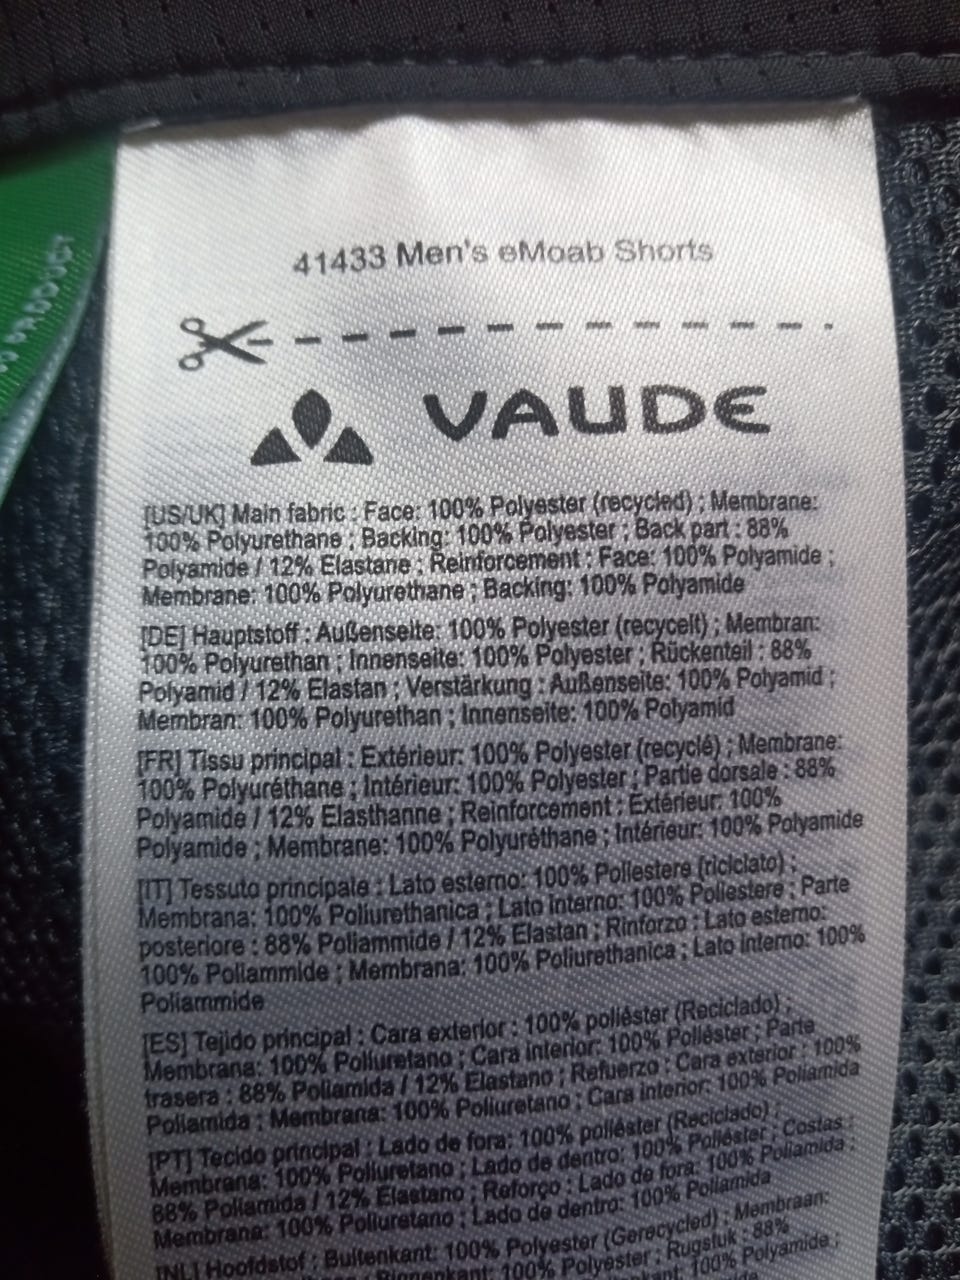 41433 Men's eMoab Shorts
VAUDE
[US/UK] Main fabric : Face: 100% Polyester (recycled) ; Membrane:
100% Polyurethane ; Backing: 100% Polyester ; Back part : 88%
Polyamide / 12% Elastane ; Reinforcement : Face: 100% Polyamide ;
Membrane: 100% Polyurethane ; Backing: 100% Polyamide
[DE] Hauptstoff : Außenseite: 100% Polyester (recycelt) ; Membran:
100% Polyurethan ; Innenseite: 100% Polyester ; Rückenteil : 88%
Polyamid / 12% Elastan ; Verstärkung : Außenseite: 100% Polyamid ;
Membran: 100% Polyurethan ; Innenseite: 100% Polyamid
[FR] Tissu principal : Extérieur: 100% Polyester (recyclé) ; Membrane:
100% Polyuréthane ; Intérieur: 100% Polyester ; Partie dorsale : 88%
Polyamide / 12% Elasthanne ; Reinforcement : Extérieur: 100%
Polyamide ; Membrane: 100% Polyuréthane ; Intérieur: 100% Polyamide
[IT] Tessuto principale : Lato esterno: 100% Poliestere (riciclato) ;
Membrana: 100% Poliurethanica ; Lato interno: 100% Poliestere ; Parte
posteriore : 88% Poliammide / 12% Elastan ; Rinforzo : Lato esterno:
100% Poliammide ; Membrana: 100% Poliurethanica ; Lato interno: 100%
Poliammide
[ES] Tejido principal : Cara exterior : 100% poliéster (Reciclado) ;
Membrana: 100% Poliuretano ; Cara interior: 100% Poliéster ; Parte
trasera : 88% Poliamida / 12% Elastano ; Refuerzo : Cara exterior : 100%
Poliamida ; Membrana: 100% Poliuretano ; Cara interior: 100% Poliamida
[PT] Tecido principal : Lado de fora: 100% poliéster (Reciclado) ;
Membrana: 100% Poliuretano ; Lado de dentro: 100% Poliéster ; Costas :
88% Poliamida / 12% Elastano ; Reforço : Lado de fora: 100% Poliamida ;
Membrana: 100% Poliuretano ; Lado de dentro: 100% Poliamida
[NL] Hoofdstof : Buitenkant: 100% Polyester (Gerecycled) ; Membraan:
Binnenkant: 100% Polyester ; Rugstuk : 88%
100% Polyamide ;
PRODUCT